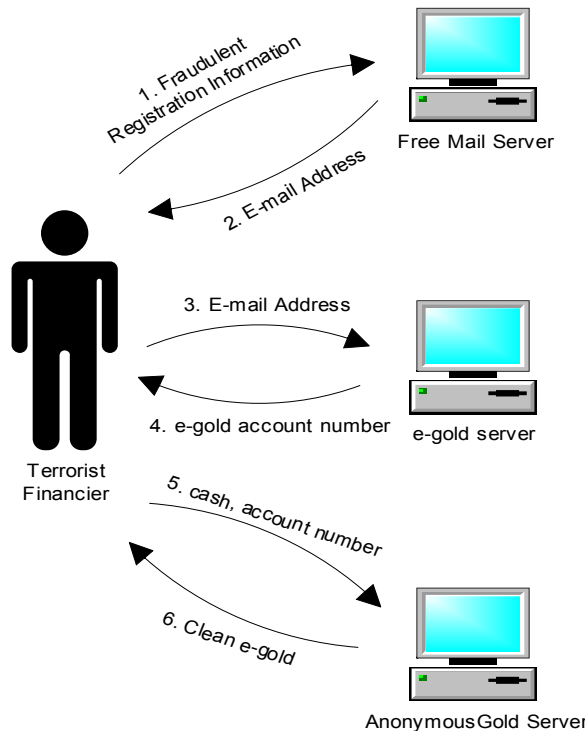 1. Fraudulent
Registration Information
Free Mail Server
2. E-mail Address
3. E-mail Address
4. e-gold account number
e-gold server
Terrorist
Financier
5. cash, account number
6. Clean e-gold
AnonymousGold Server